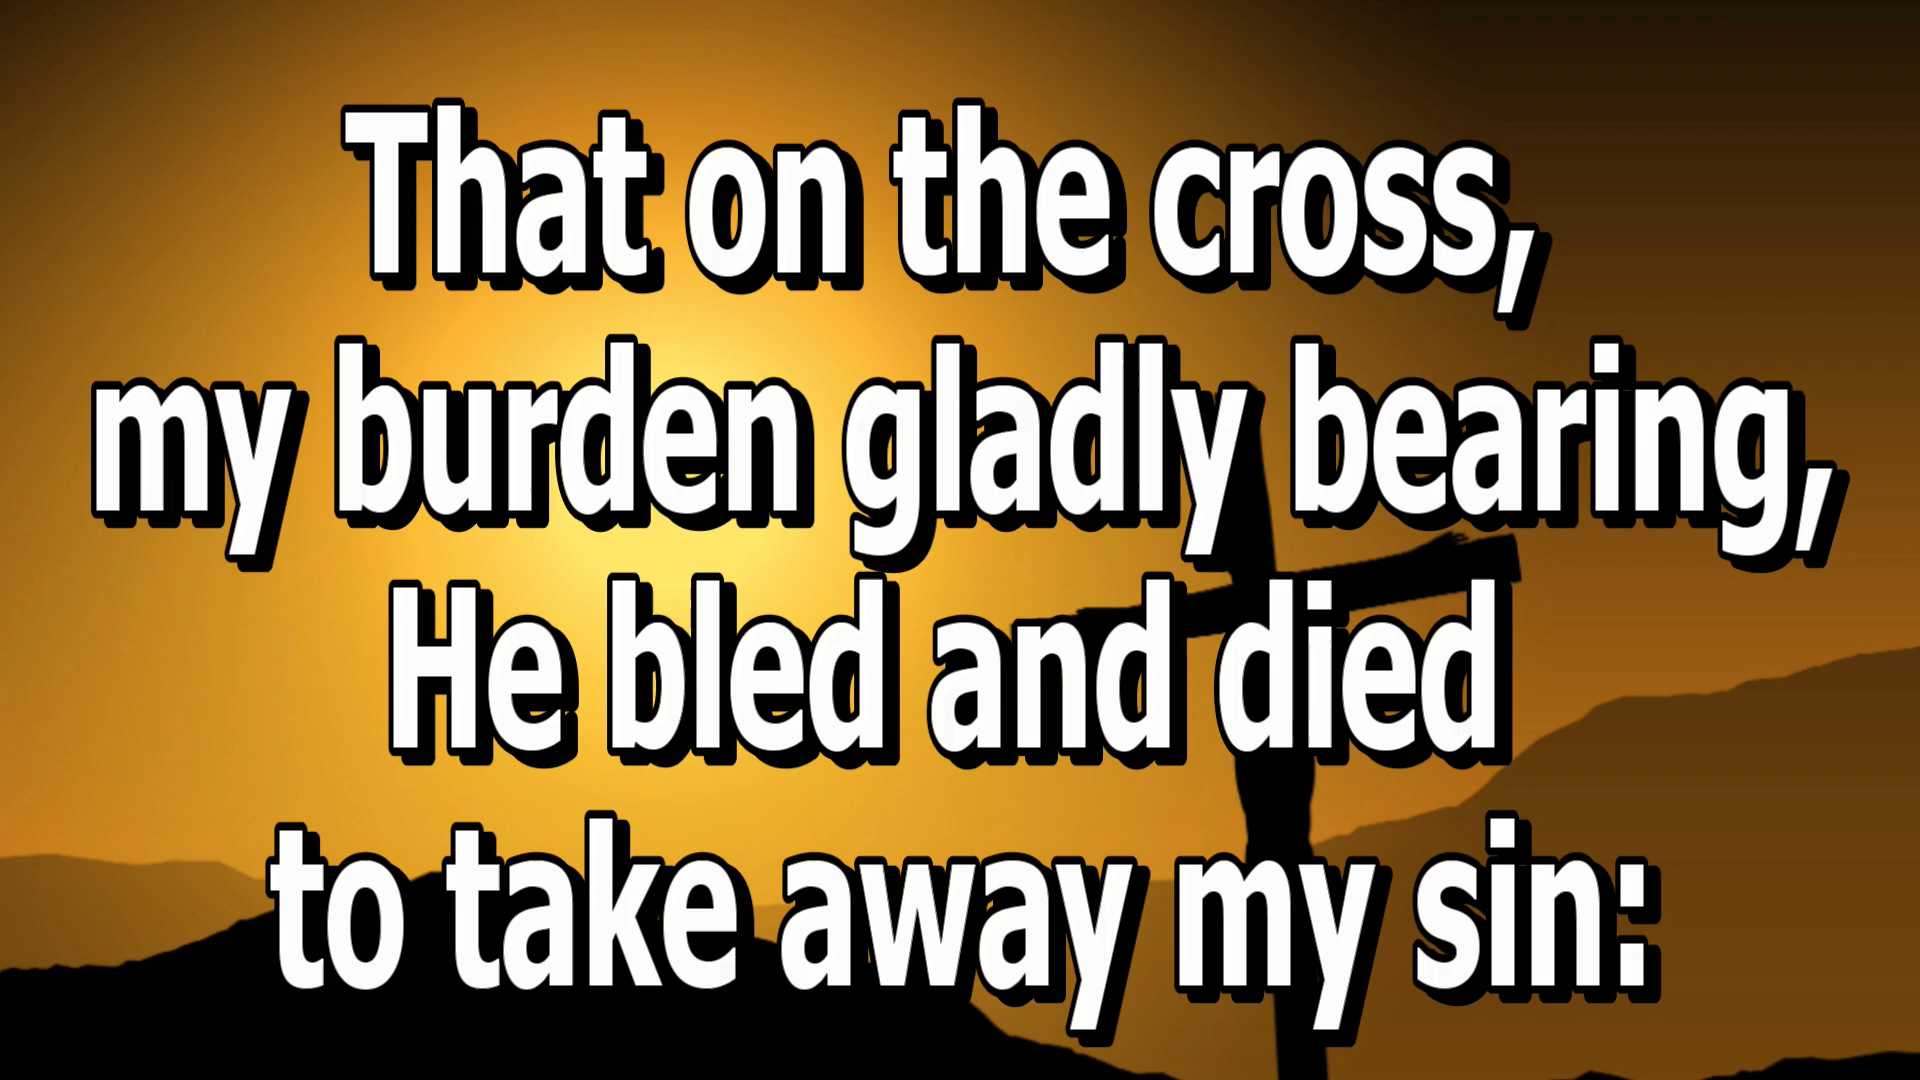 That on the cross,
my burden gladly bearing,
He bled and died
to take away my sin: